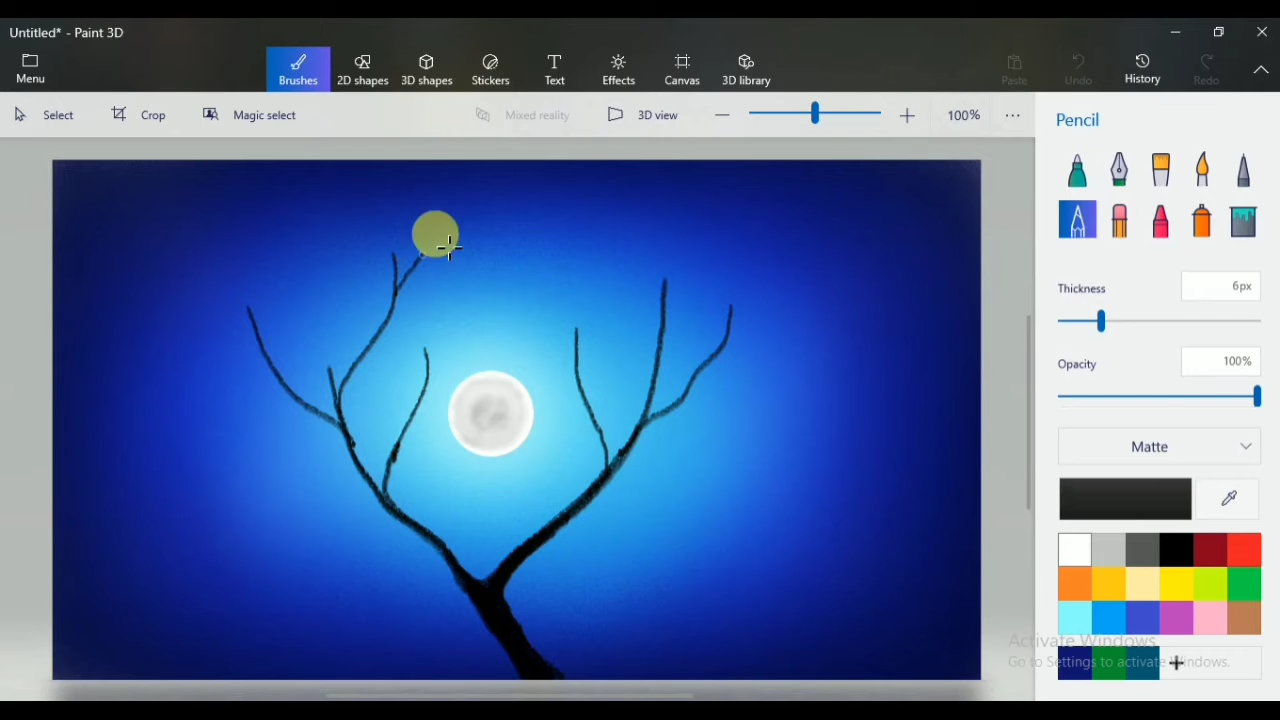 Untitled* - Paint 3D
Menu
Brushes
2D shapes
3D shapes
Stickers
Text
Effects
Canvas
3D library
Paste
Undo
History
Redo
Select
Crop
Magic select
Mixed reality
3D view
100%
Pencil
Thickness
6px
Opacity
100%
Matte
Activate Windows
Go to Settings to activate Windows.